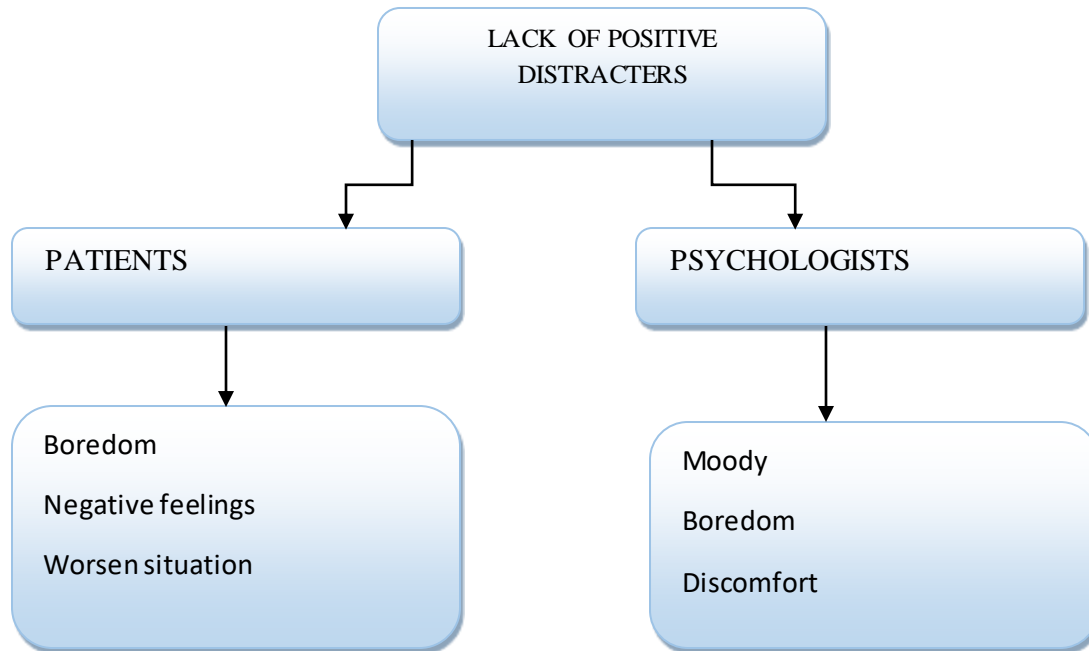 LACK OF POSITIVE
DISTRACTERS
PATIENTS
PSYCHOLOGISTS
Boredom
Negative feelings
Worsen situation
Moody
Boredom
Discomfort